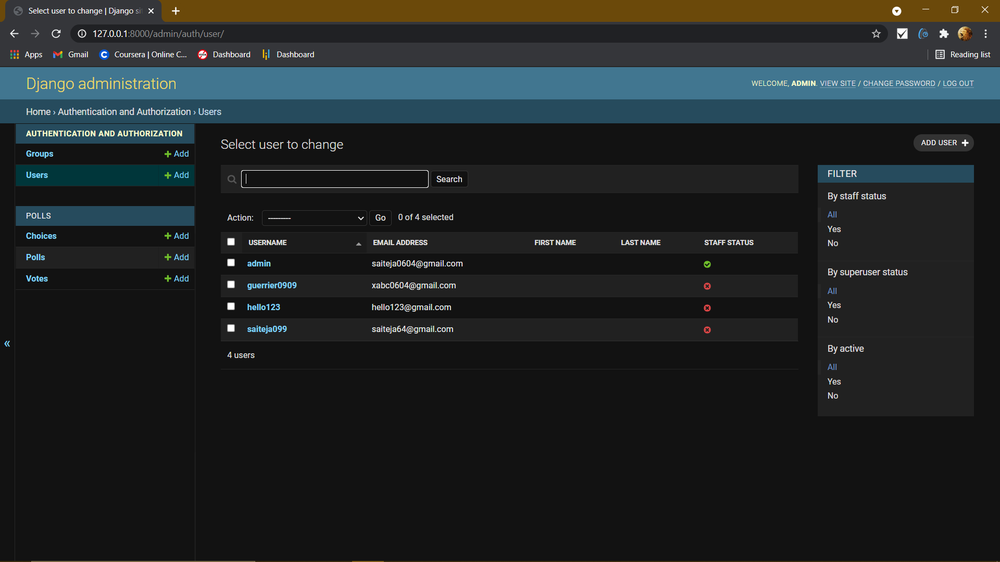 Select user to change | Django si
127.0.0.1:8000/admin/auth/user/
Apps Gmail Coursera | Online C... Dashboard Dashboard Reading list
Django administration
WELCOME, ADMIN. VIEW SITE / CHANGE PASSWORD / LOG OUT
Home › Authentication and Authorization › Users
AUTHENTICATION AND AUTHORIZATION
Groups + Add
Users + Add
POLLS
Choices + Add
Polls + Add
Votes + Add
«
Select user to change
ADD USER +
Search
Action: --------- Go 0 of 4 selected
USERNAME EMAIL ADDRESS FIRST NAME LAST NAME STAFF STATUS
admin saiteja0604@gmail.com
guerrier0909 xabc0604@gmail.com
hello123 hello123@gmail.com
saiteja099 saiteja64@gmail.com
4 users
FILTER
By staff status
All
Yes
No
By superuser status
All
Yes
No
By active
All
Yes
No